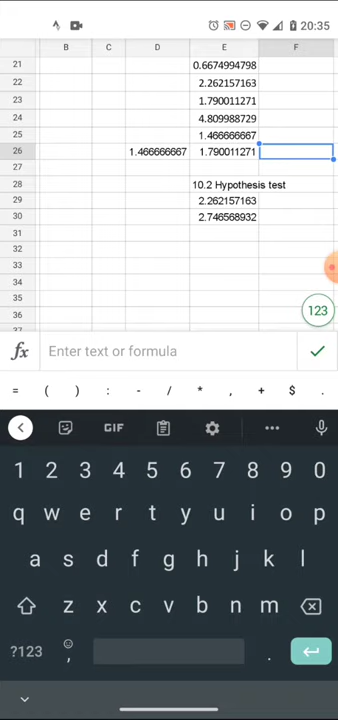 20:35
B C D E F
21 0.6674994798
22 2.262157163
23 1.790011271
24 4.809988729
25 1.466666667
26 1.466666667 1.790011271
27
28 10.2 Hypothesis test
29 2.262157163
30 2.746568932
31
32
33
34
35
36
123
37
fx Enter text or formula
= ( ) : - / * , + $ .
GIF
1 2 3 4 5 6 7 8 9 0
q w e r t y u i o p
a s d f g h j k l
z x c v b n m
?123 , .